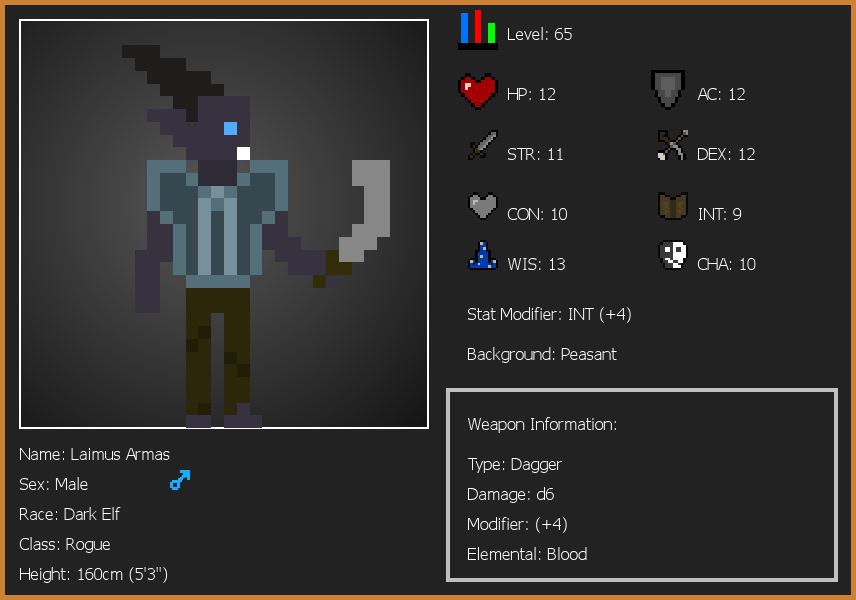 Level: 65
HP: 12
AC: 12
STR: 11
DEX: 12
CON: 10
INT: 9
WIS: 13
CHA: 10
Stat Modifier: INT (+4)
Background: Peasant
Weapon Information:
Type: Dagger
Damage: d6
Modifier: (+4)
Elemental: Blood
Name: Laimus Armas
Sex: Male
Race: Dark Elf
Class: Rogue
Height: 160cm (5'3")